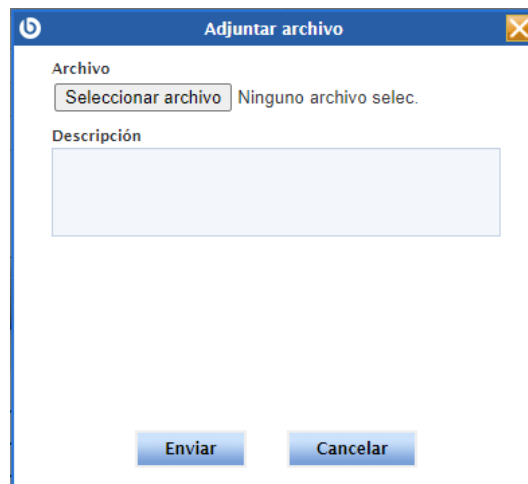 Adjuntar archivo
Archivo
Seleccionar archivo Ninguno archivo selec.
Descripción
Enviar Cancelar